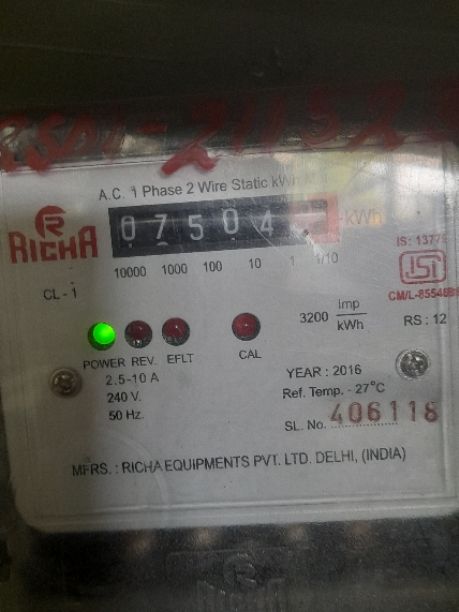 A.C. 1 Phase 2 Wire Static kWh
R
RICHA
07504 kWh
10000 1000 100 10 1 1/10
IS: 13779
ISI
CL - 1
3200 imp/kWh
RS : 12
POWER REV. EFLT CAL
2.5-10 A
240 V.
50 Hz.
YEAR : 2016
Ref. Temp. - 27°C
SL. No. 406118
MFRS. : RICHA EQUIPMENTS PVT. LTD. DELHI, (INDIA)